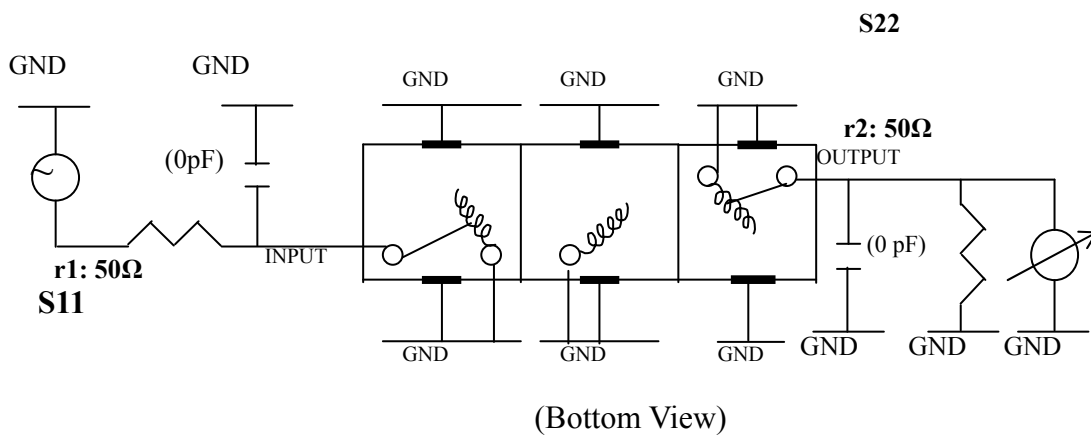 S22
GND
GND
GND
GND
GND
r2: 50Ω
(0pF)
OUTPUT
INPUT
(0 pF)
r1: 50Ω
S11
GND
GND
GND
GND
GND
GND
(Bottom View)